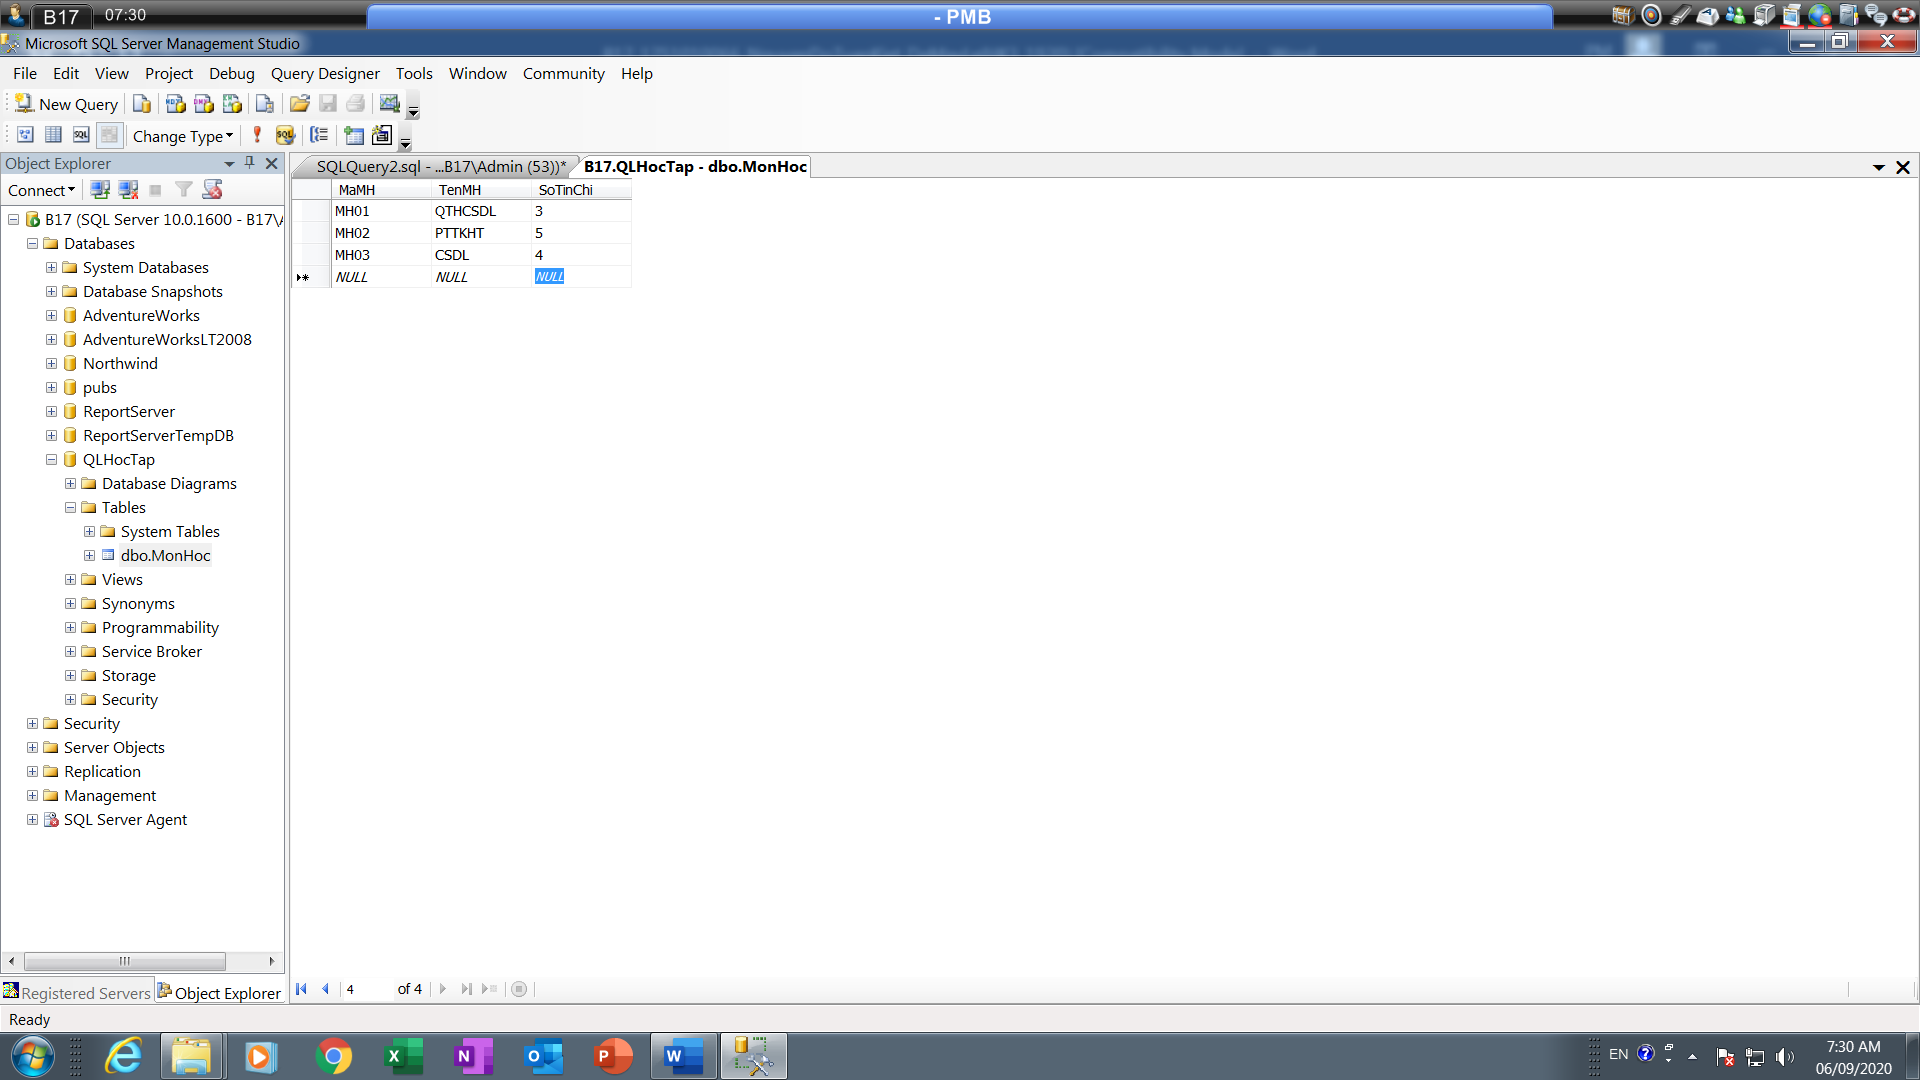 B17
07:30
- PMB
Microsoft SQL Server Management Studio
File Edit View Project Debug Query Designer Tools Window Community Help
New Query
Change Type
Object Explorer
Connect
B17 (SQL Server 10.0.1600 - B17\
Databases
System Databases
Database Snapshots
AdventureWorks
AdventureWorksLT2008
Northwind
pubs
ReportServer
ReportServerTempDB
QLHocTap
Database Diagrams
Tables
System Tables
dbo.MonHoc
Views
Synonyms
Programmability
Service Broker
Storage
Security
Security
Server Objects
Replication
Management
SQL Server Agent
Registered Servers Object Explorer
SQLQuery2.sql - ...B17\Admin (53))* B17.QLHocTap - dbo.MonHoc
MaMH TenMH SoTinChi
MH01 QTHCSDL 3
MH02 PTTKHT 5
MH03 CSDL 4
NULL NULL NULL
4 of 4
Ready
EN
7:30 AM
06/09/2020